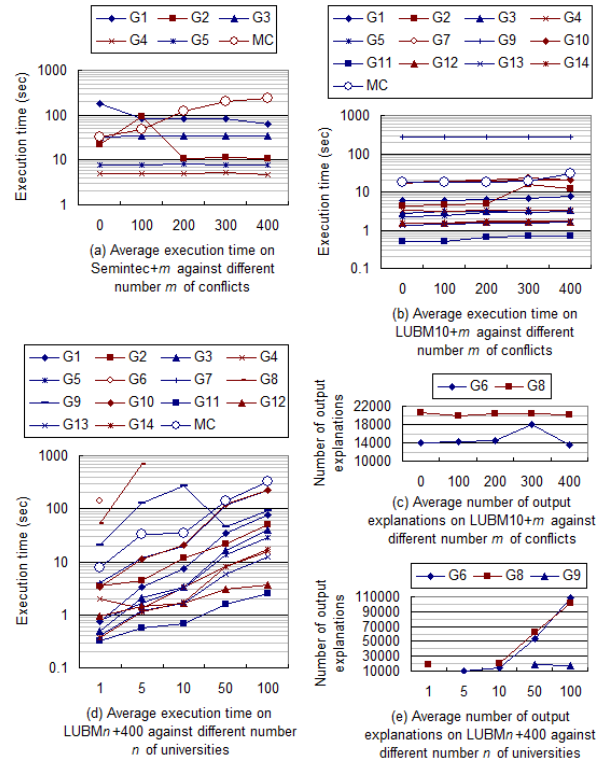 G1 G2 G3
G4 G5 MC
Execution time (sec)
1000
100
10
1
0 100 200 300 400
(a) Average execution time on
Semintec+m against different
number m of conflicts
G1 G2 G3 G4
G5 G7 G9 G10
G11 G12 G13 G14
MC
Execution time (sec)
1000
100
10
1
0.1
0 100 200 300 400
(b) Average execution time on
LUBM10+m against different
number m of conflicts
G1 G2 G3 G4
G5 G6 G7 G8
G9 G10 G11 G12
G13 G14 MC
Execution time (sec)
1000
100
10
1
0.1
1 5 10 50 100
(d) Average execution time on
LUBMn+400 against different number
n of universities
G6 G8
Number of output
explanations
22000
18000
14000
10000
0 100 200 300 400
(c) Average number of output
explanations on LUBM10+m against
different number m of conflicts
G6 G8 G9
Number of output
explanations
110000
90000
70000
50000
30000
10000
1 5 10 50 100
(e) Average number of output
explanations on LUBMn+400 against
different number n of universities